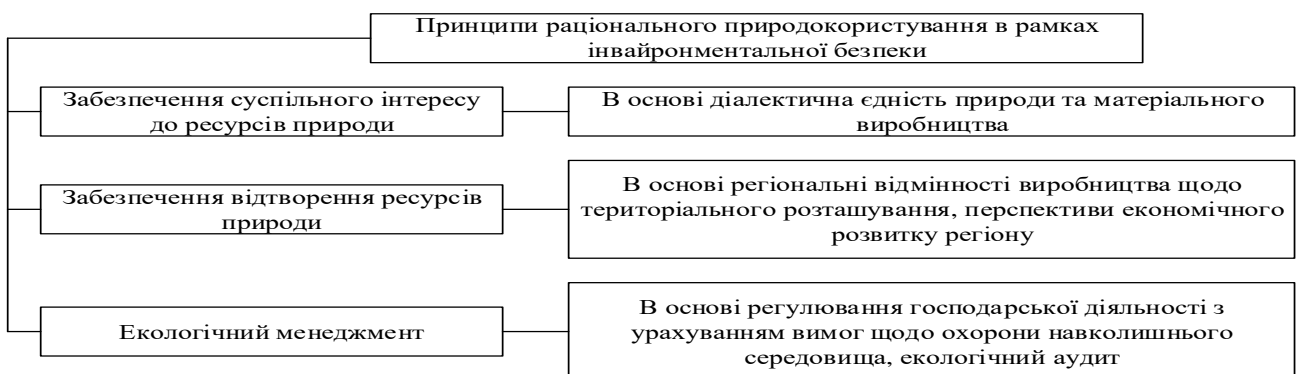 Принципи раціонального природокористування в рамках
інвайронментальної безпеки
Забезпечення суспільного інтересу
до ресурсів природи
В основі діалектична єдність природи та матеріального
виробництва
Забезпечення відтворення ресурсів
природи
В основі регіональні відмінності виробництва щодо
територіального розташування, перспективи економічного
розвитку регіону
Екологічний менеджмент
В основі регулювання господарської діяльності з
урахуванням вимог щодо охорони навколишнього
середовища, екологічний аудит